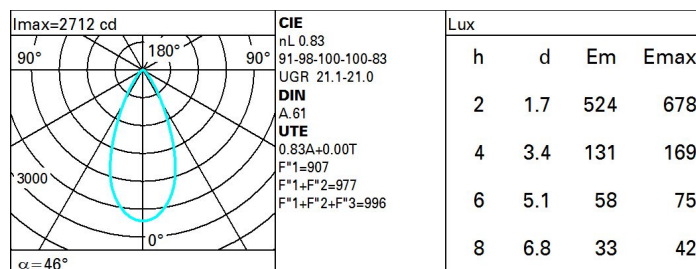 Imax=2712 cd
90°
180°
90°
3000
0°
α=46°
CIE
nL 0.83
91-98-100-100-83
UGR 21.1-21.0
DIN
A.61
UTE
0.83A+0.00T
F"1=907
F"1+F"2=977
F"1+F"2+F"3=996
Lux
h d Em Emax
2 1.7 524 678
4 3.4 131 169
6 5.1 58 75
8 6.8 33 42